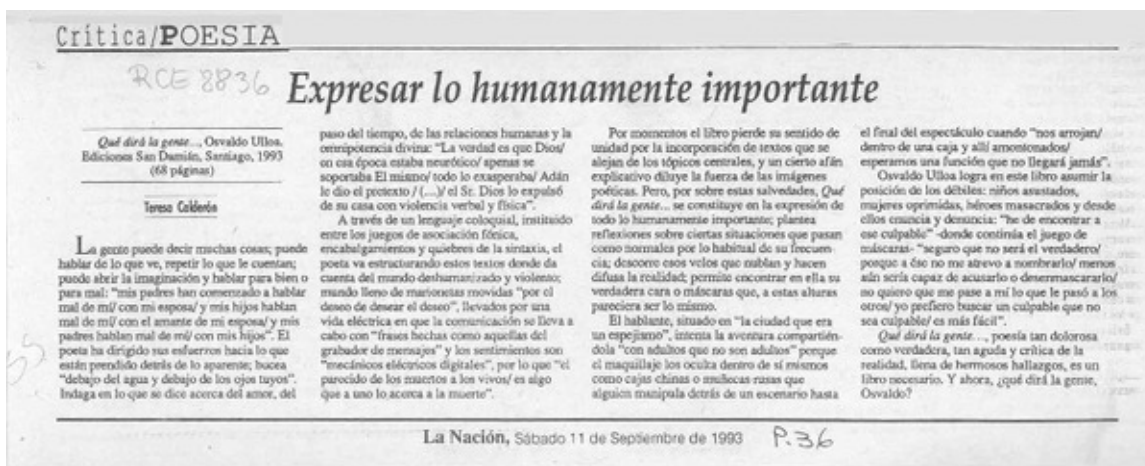 Crítica/POESIA
RCE 8836
Expresar lo humanamente importante
Qué dirá la gente..., Osvaldo Ulloa.
Ediciones San Damián, Santiago, 1993
(68 páginas)
Teresa Calderón
La gente puede decir muchas cosas; puede
hablar de lo que ve, repetir lo que le cuentan;
puede abrir la imaginación y hablar para bien o
para mal: "mis padres han comenzado a hablar
mal de mí/ con mi esposa/ y mis hijos hablan
mal de mí/ con el amante de mi esposa/ y mis
padres hablan mal de mí/ con mis hijos". El
poeta ha dirigido sus esfuerzos hacia lo que
están prendido detrás de lo aparente; bucea
"debajo del agua y debajo de los ojos tuyos".
Indaga en lo que se dice acerca del amor, del
paso del tiempo, de las relaciones humanas y la
omnipotencia divina: "La verdad es que Dios/
en esa época estaba neurótico/ apenas se
soportaba El mismo/ todo lo exasperaba/ Adán
le dio el pretexto / (...)/ el Sr. Dios lo expulsó
de su casa con violencia verbal y física".
A través de un lenguaje coloquial, instituido
entre los juegos de asociación fónica,
encabalgamientos y quiebres de la sintaxis, el
poeta va estructurando estos textos donde da
cuenta del mundo deshumanizado y violento;
mundo lleno de marionetas movidas "por el
deseo de desear el deseo", llevados por una
vida eléctrica en que la comunicación se lleva a
cabo con "frases hechas como aquellas del
grabador de mensajes" y los sentimientos son
"mecánicos eléctricos digitales", por lo que "el
parecido de los muertos a los vivos/ es algo
que a uno lo acerca a la muerte".
Por momentos el libro pierde su sentido de
unidad por la incorporación de textos que se
alejan de los tópicos centrales, y un cierto afán
explicativo diluye la fuerza de las imágenes
poéticas. Pero, por sobre estas salvedades, Qué
dirá la gente... se constituye en la expresión de
todo lo humanamente importante; plantea
reflexiones sobre ciertas situaciones que pasan
como normales por lo habitual de su frecuen-
cia; descorre esos velos que nublan y hacen
difusa la realidad; permite encontrar en ella su
verdadera cara o máscaras que, a estas alturas
pareciera ser lo mismo.
El hablante, situado en "la ciudad que era
un espejismo", intenta la aventura compartién-
dola "con adultos que no son adultos" porque
el maquillaje los oculta dentro de sí mismos
como cajas chinas o muñecas rusas que
alguien manipula detrás de un escenario hasta
el final del espectáculo cuando "nos arrojan/
dentro de una caja y allí amontonados/
esperamos una función que no llegará jamás".
Osvaldo Ulloa logra en este libro asumir la
posición de los débiles: niños asustados,
mujeres oprimidas, héroes masacrados y desde
ellos enuncia y denuncia: "he de encontrar a
ese culpable" -donde continúa el juego de
máscaras- "seguro que no será el verdadero/
porque a ése no me atrevo a nombrarlo/ menos
aún sería capaz de acusarlo o desenmascararlo/
no quiero que me pase a mí lo que le pasó a los
otros/ yo prefiero buscar un culpable que no
sea culpable/ es más fácil".
Qué dirá la gente..., poesía tan dolorosa
como verdadera, tan aguda y crítica de la
realidad, llena de hermosos hallazgos, es un
libro necesario. Y ahora, ¿qué dirá la gente,
Osvaldo?
La Nación, Sábado 11 de Septiembre de 1993 P.36